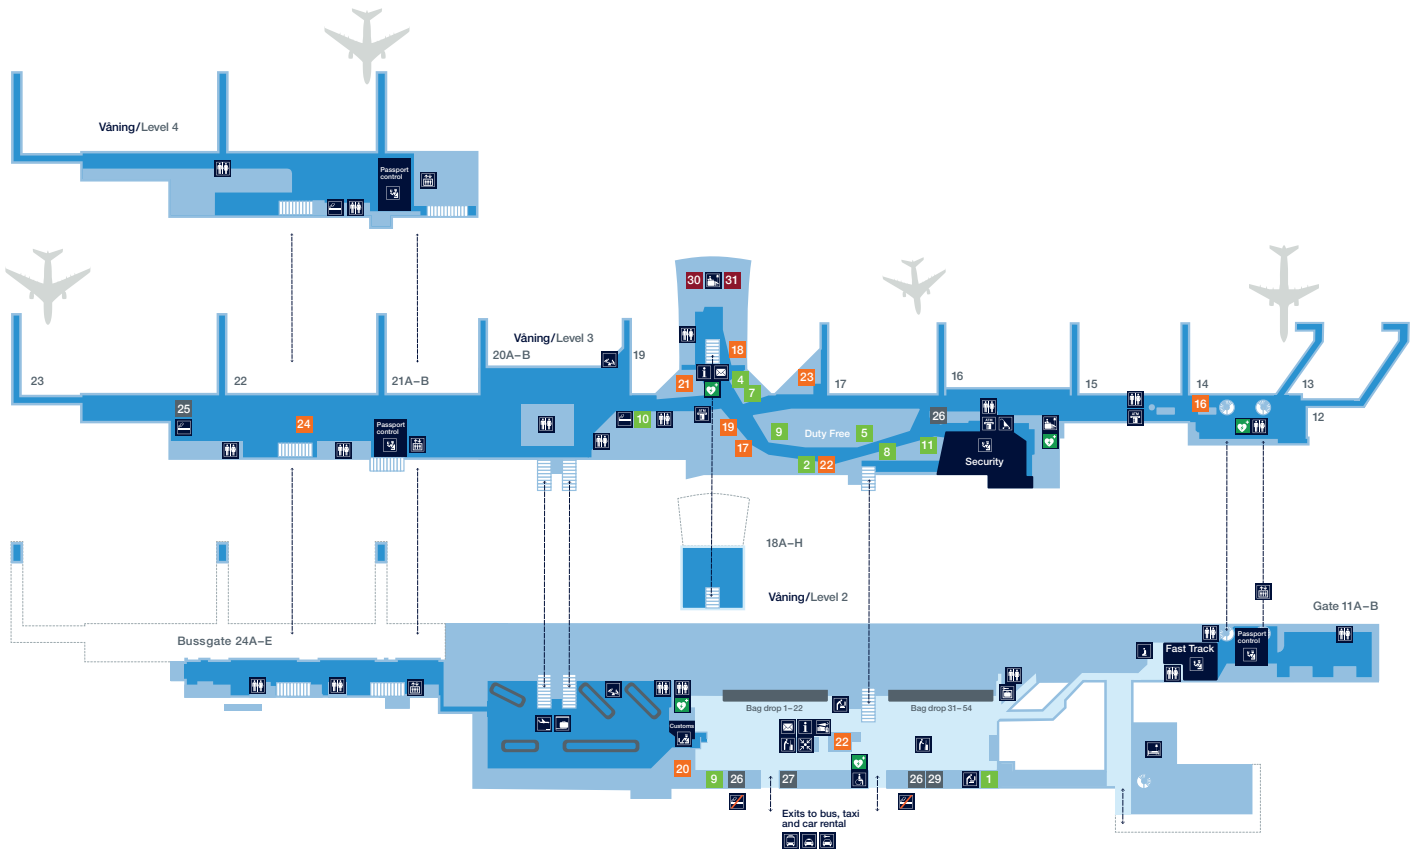 Våning/Level 4
Passport
control
30
31
Våning/Level 3
20A–B
19
18
23
22
21A–B
21
4
7
23
17
16
15
14
13
12
25
24
Passport
control
10
19
17
9
Duty Free
5
26
16
11
8
2
22
Security
18A–H
Våning/Level 2
Gate 11A–B
Bussgate 24A–E
Fast Track
Passport
control
Bag drop 1–22
Bag drop 31–54
Customs
22
20
9
26
27
26
29
1
Exits to bus, taxi
and car rental